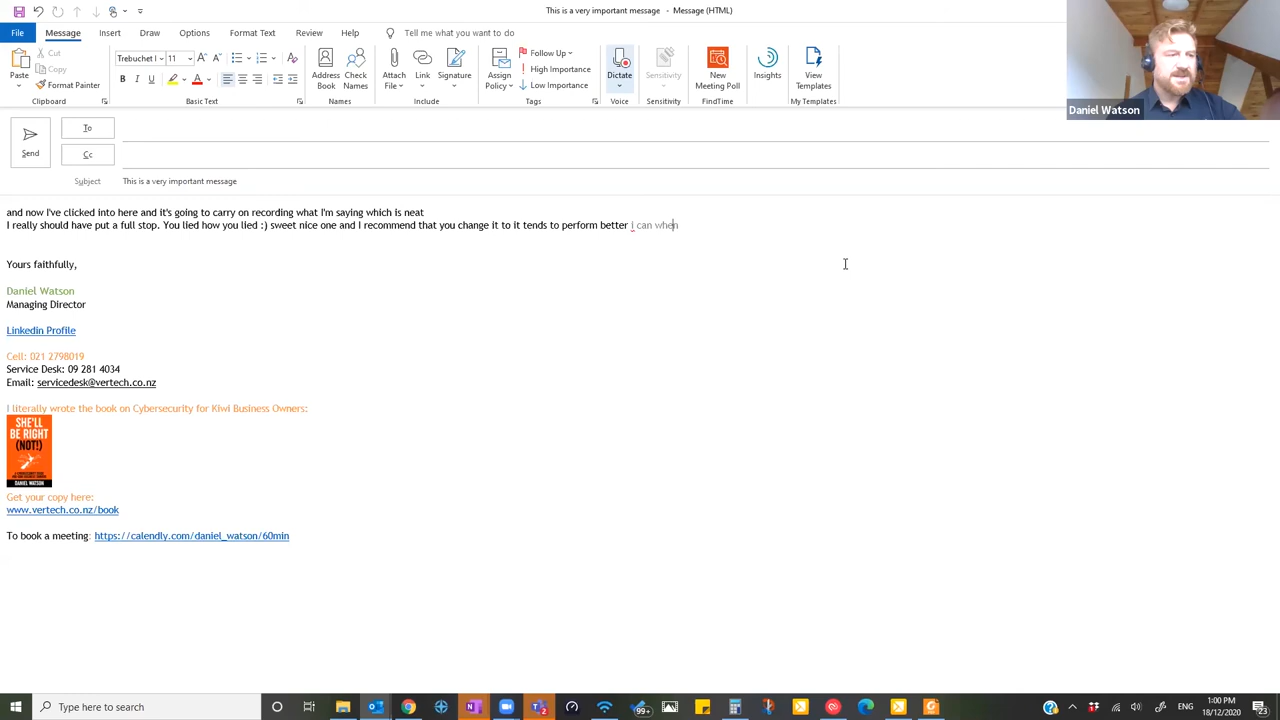 This is a very important message - Message (HTML)
File Message Insert Draw Options Format Text Review Help Tell me what you want to do
Cut
Copy
Format Painter
Paste
Clipboard
Trebuchet 11
B I U
Basic Text
Address Book
Check Names
Names
Attach File
Link
Signature
Include
Assign Policy
Follow Up
High Importance
Low Importance
Tags
Dictate
Voice
Sensitivity
Sensitivity
New Meeting Poll
FindTime
Insights
View Templates
My Templates
Daniel Watson
Send
To
Cc
Subject This is a very important message
and now I've clicked into here and it's going to carry on recording what I'm saying which is neat
I really should have put a full stop. You lied how you lied :) sweet nice one and I recommend that you change it to it tends to perform better i can when
Yours faithfully,
Daniel Watson
Managing Director
Linkedin Profile
Cell: 021 2798019
Service Desk: 09 281 4034
Email: servicedesk@vertech.co.nz
I literally wrote the book on Cybersecurity for Kiwi Business Owners:
SHE'LL
BE RIGHT
(NOT!)
DANIEL WATSON
Get your copy here:
www.vertech.co.nz/book
To book a meeting: https://calendly.com/daniel_watson/60min
Type here to search
99+
ENG
1:00 PM
18/12/2020
23